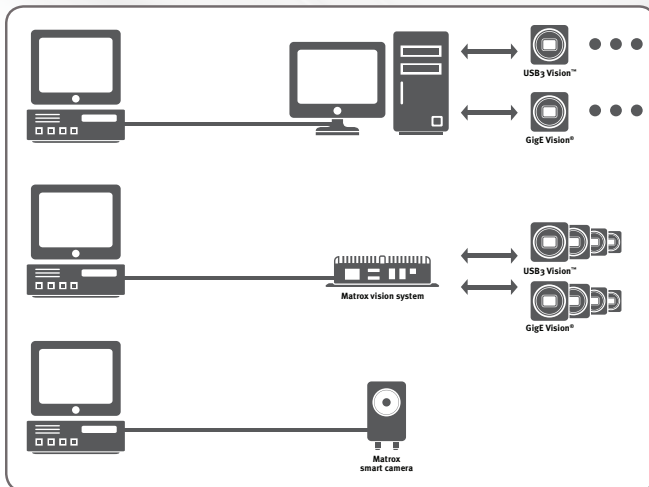 USB3 Vision™
GigE Vision®
Matrox vision system
USB3 Vision™
GigE Vision®
Matrox
smart camera